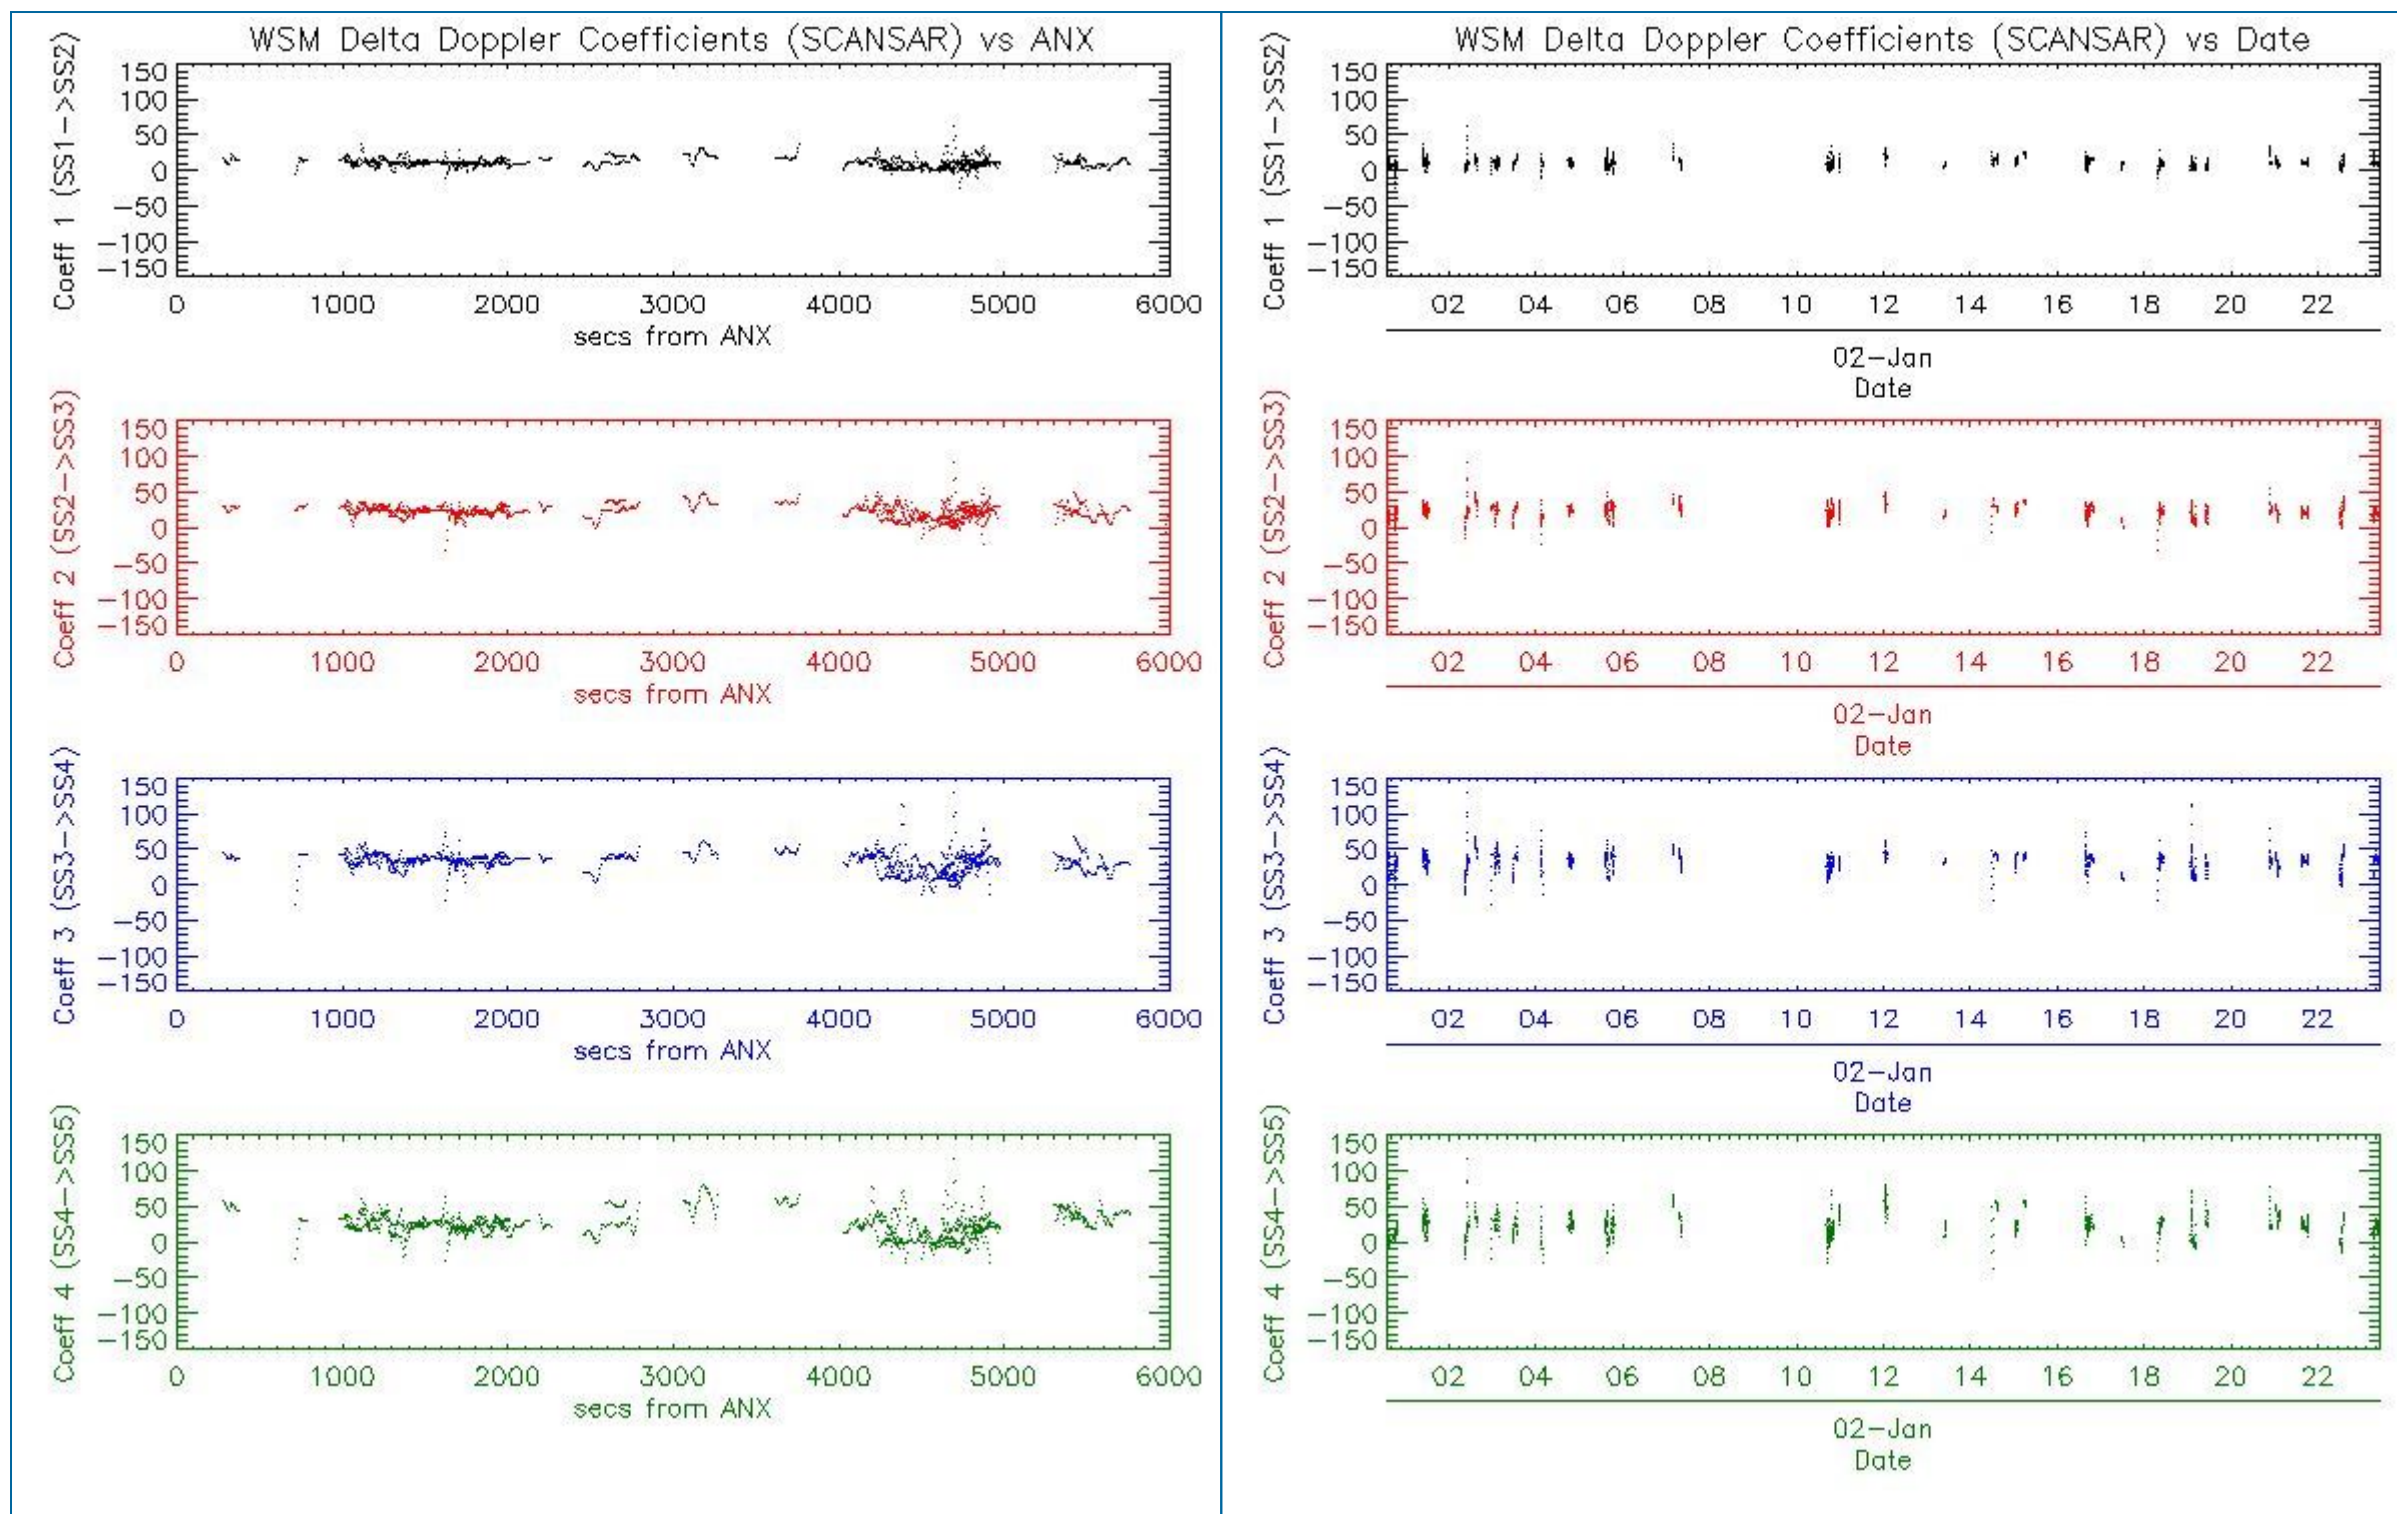 WSM Delta Doppler Coefficients (SCANSAR) vs ANX
Coeff 1 (SS1->SS2)
150
100
50
0
-50
-100
-150
0 1000 2000 3000 4000 5000 6000
secs from ANX
Coeff 2 (SS2->SS3)
150
100
50
0
-50
-100
-150
0 1000 2000 3000 4000 5000 6000
secs from ANX
Coeff 3 (SS3->SS4)
150
100
50
0
-50
-100
-150
0 1000 2000 3000 4000 5000 6000
secs from ANX
Coeff 4 (SS4->SS5)
150
100
50
0
-50
-100
-150
0 1000 2000 3000 4000 5000 6000
secs from ANX
WSM Delta Doppler Coefficients (SCANSAR) vs Date
Coeff 1 (SS1->SS2)
150
100
50
0
-50
-100
-150
02 04 06 08 10 12 14 16 18 20 22
02-Jan
Date
Coeff 2 (SS2->SS3)
150
100
50
0
-50
-100
-150
02 04 06 08 10 12 14 16 18 20 22
02-Jan
Date
Coeff 3 (SS3->SS4)
150
100
50
0
-50
-100
-150
02 04 06 08 10 12 14 16 18 20 22
02-Jan
Date
Coeff 4 (SS4->SS5)
150
100
50
0
-50
-100
-150
02 04 06 08 10 12 14 16 18 20 22
02-Jan
Date